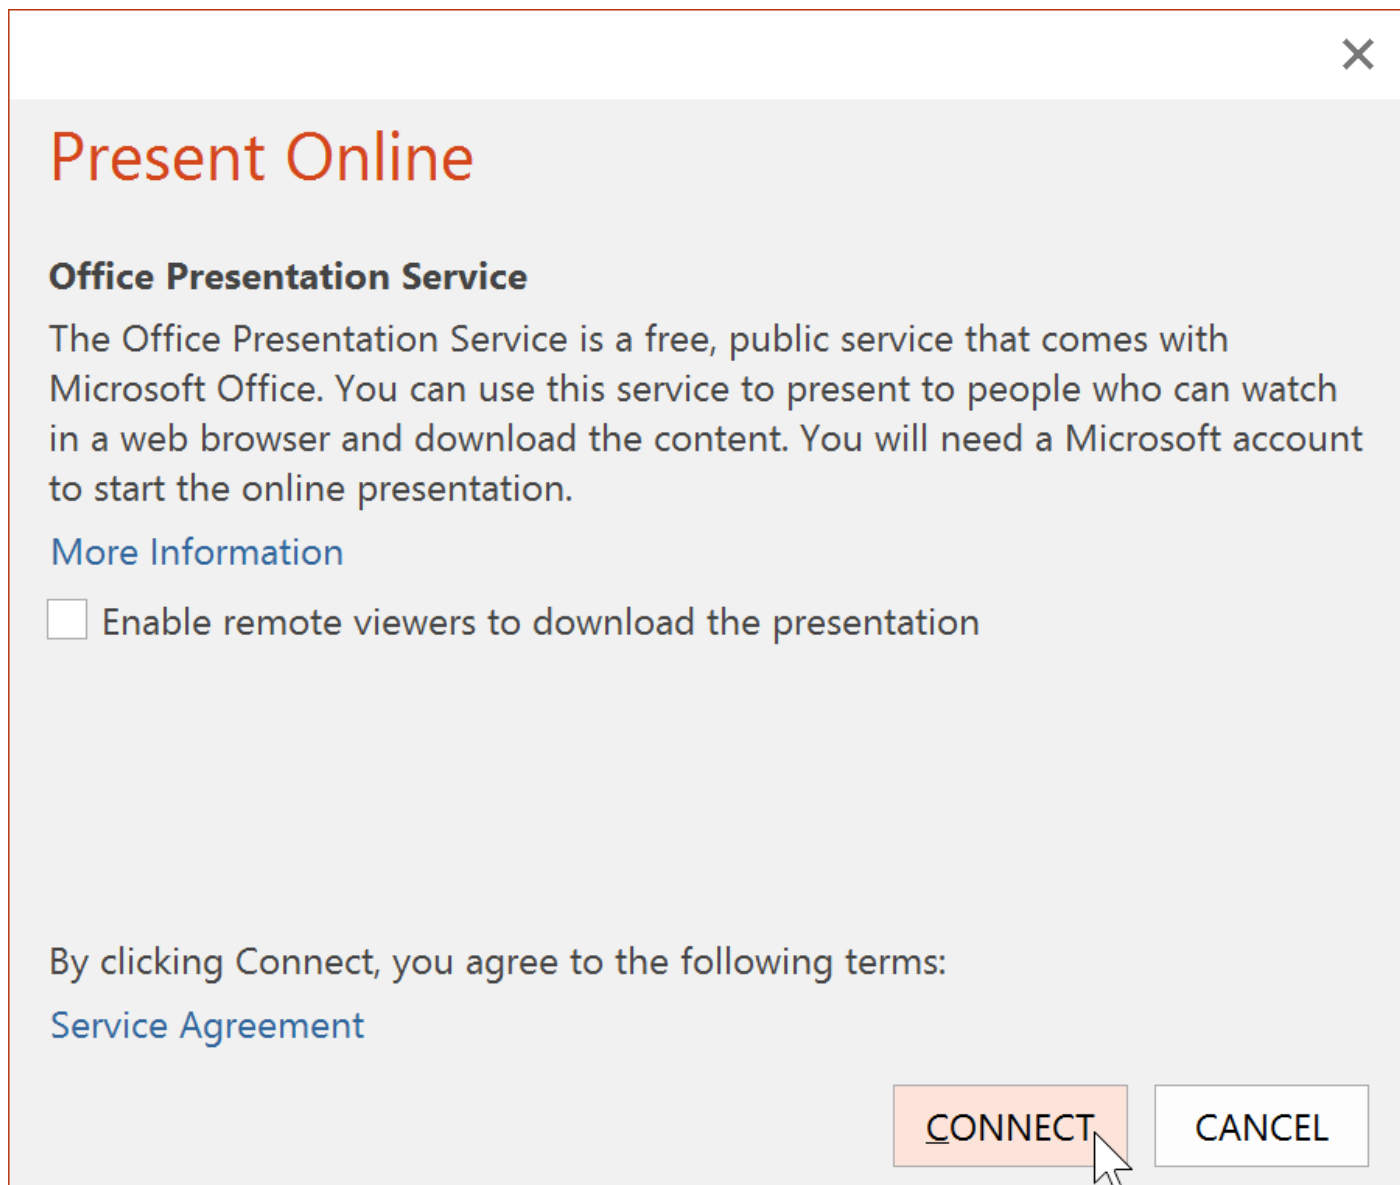 Present Online
Office Presentation Service
The Office Presentation Service is a free, public service that comes with
Microsoft Office. You can use this service to present to people who can watch
in a web browser and download the content. You will need a Microsoft account
to start the online presentation.
More Information
Enable remote viewers to download the presentation
By clicking Connect, you agree to the following terms:
Service Agreement
CONNECT
CANCEL